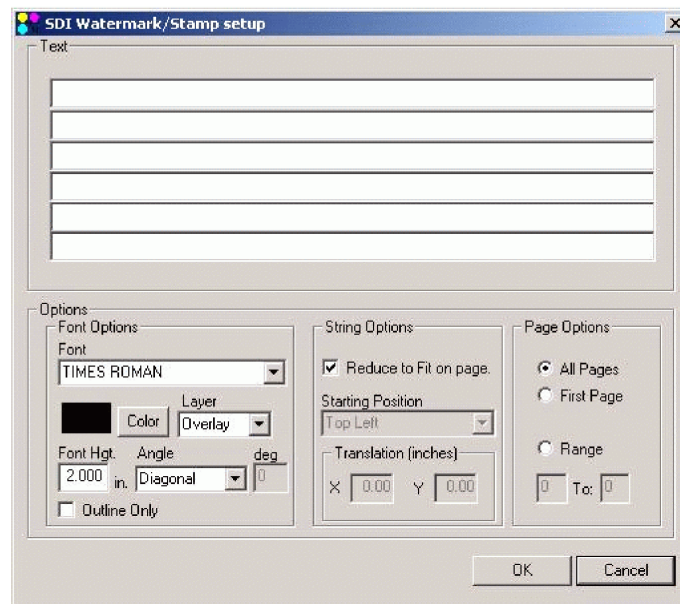 SDI Watermark/Stamp setup
Text
Options
Font Options
Font
TIMES ROMAN
Color
Layer
Overlay
Font Hgt.
2.000 in.
Angle
Diagonal
deg
0
Outline Only
String Options
Reduce to Fit on page.
Starting Position
Top Left
Translation (inches)
X 0.00 Y 0.00
Page Options
All Pages
First Page
Range
0 To: 0
OK
Cancel